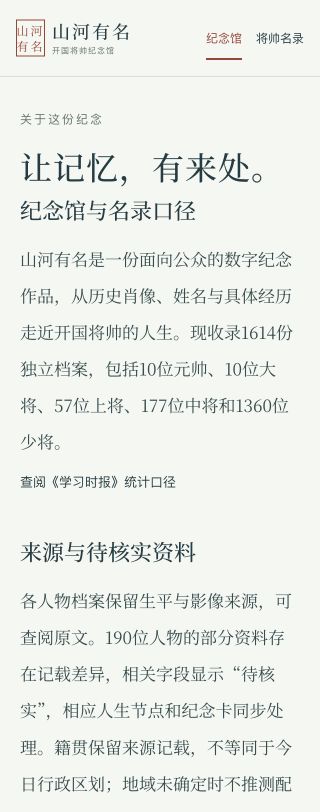 山河
有名
山河有名
开国将帅纪念馆
纪念馆
将帅名录
关于这份纪念
让记忆，有来处。
纪念馆与名录口径
山河有名是一份面向公众的数字纪念
作品，从历史肖像、姓名与具体经历
走近开国将帅的人生。现收录1614份
独立档案，包括10位元帅、10位大
将、57位上将、177位中将和1360位
少将。
查阅《学习时报》统计口径
来源与待核实资料
各人物档案保留生平与影像来源，可
查阅原文。190位人物的部分资料存
在记载差异，相关字段显示“待核
实”，相应人生节点和纪念卡同步处
理。籍贯保留来源记载，不等同于今
日行政区划；地域未确定时不推测配